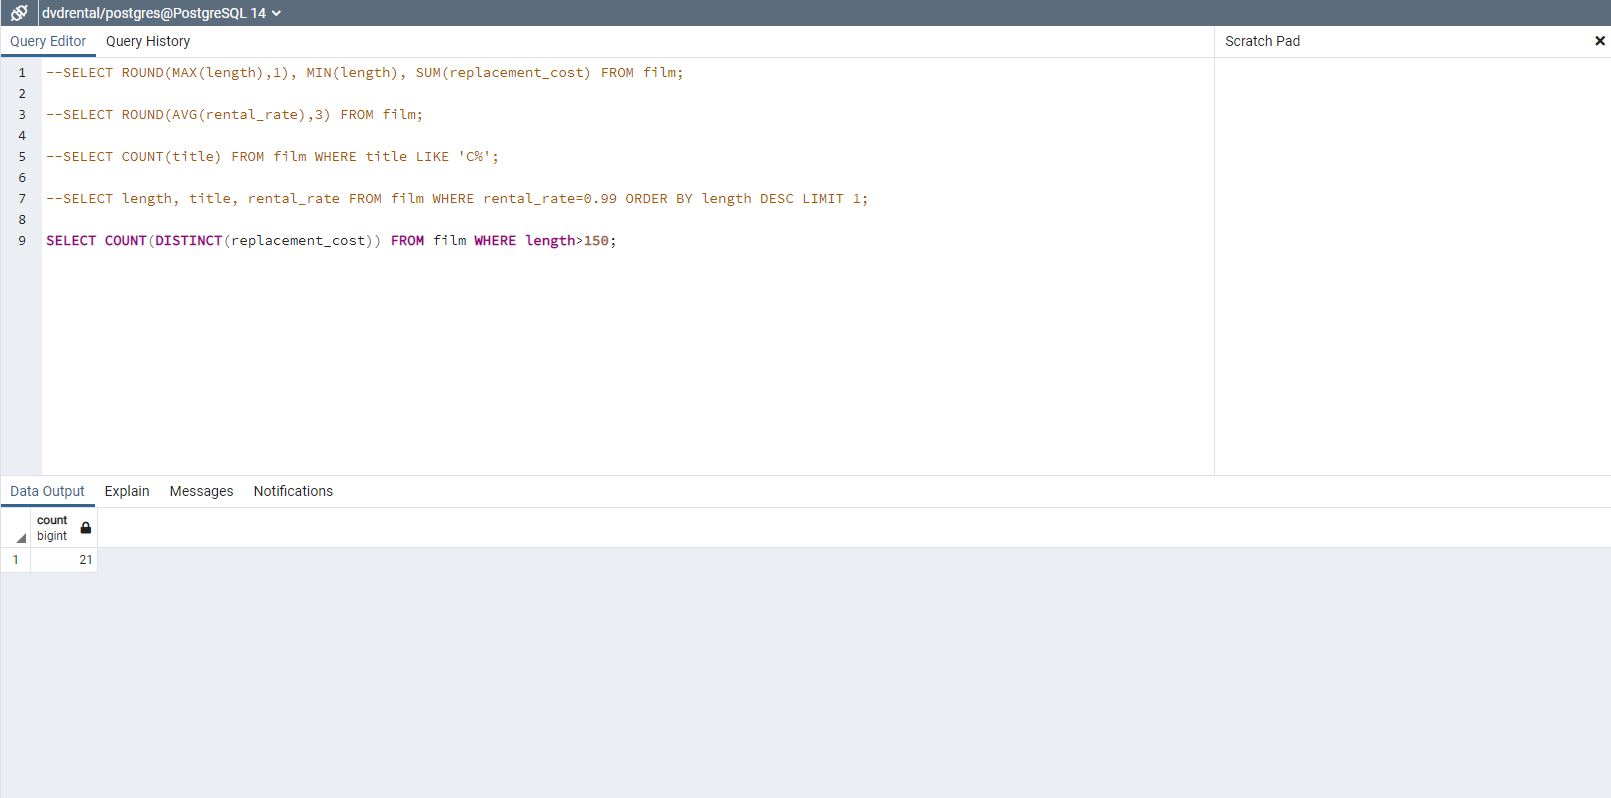 dvdrental/postgres@PostgreSQL 14
Query Editor Query History Scratch Pad
1 --SELECT ROUND(MAX(length),1), MIN(length), SUM(replacement_cost) FROM film;
2
3 --SELECT ROUND(AVG(rental_rate),3) FROM film;
4
5 --SELECT COUNT(title) FROM film WHERE title LIKE 'C%';
6
7 --SELECT length, title, rental_rate FROM film WHERE rental_rate=0.99 ORDER BY length DESC LIMIT 1;
8
9 SELECT COUNT(DISTINCT(replacement_cost)) FROM film WHERE length>150;
Data Output Explain Messages Notifications
count
bigint
1 21